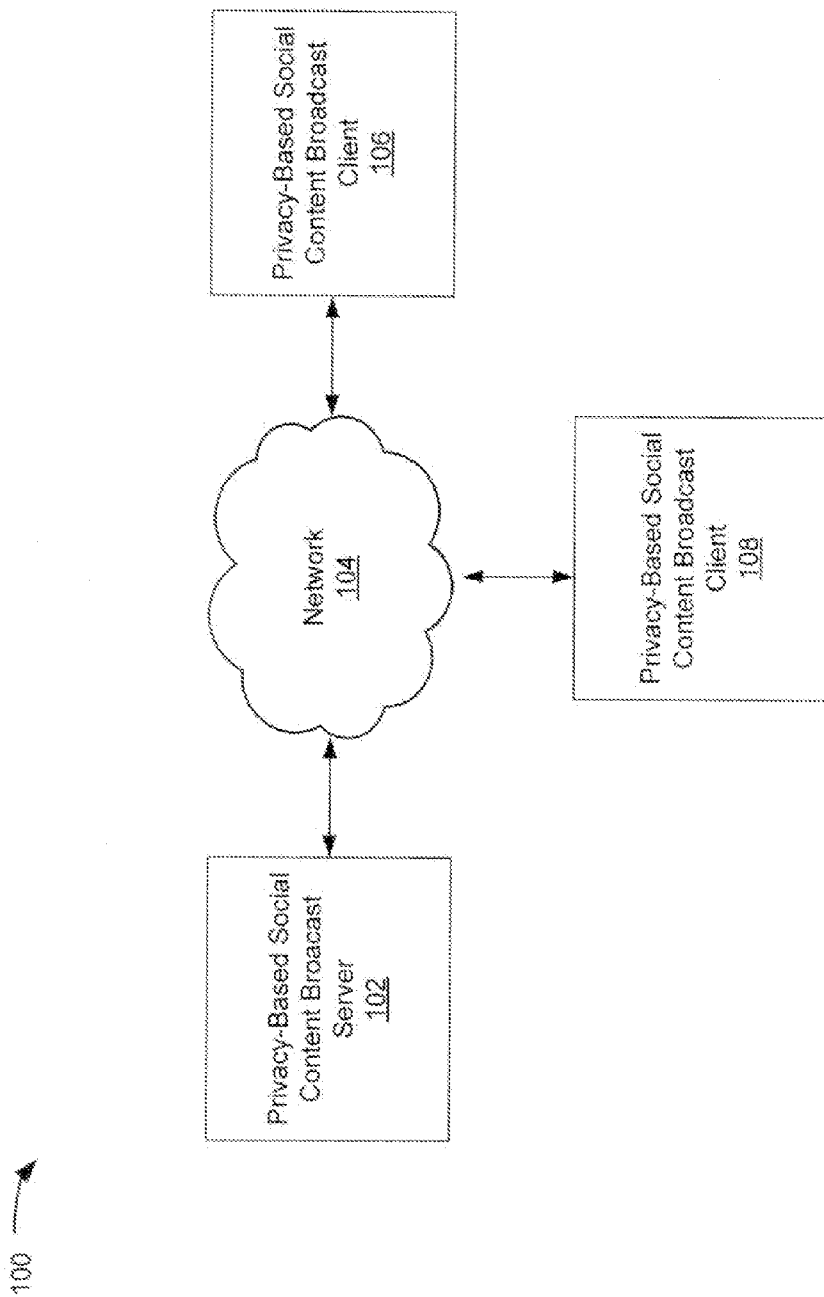 100
Privacy-Based Social
Content Broacast
Server
102
Network
104
Privacy-Based Social
Content Broadcast
Client
106
Privacy-Based Social
Content Broadcast
Client
108